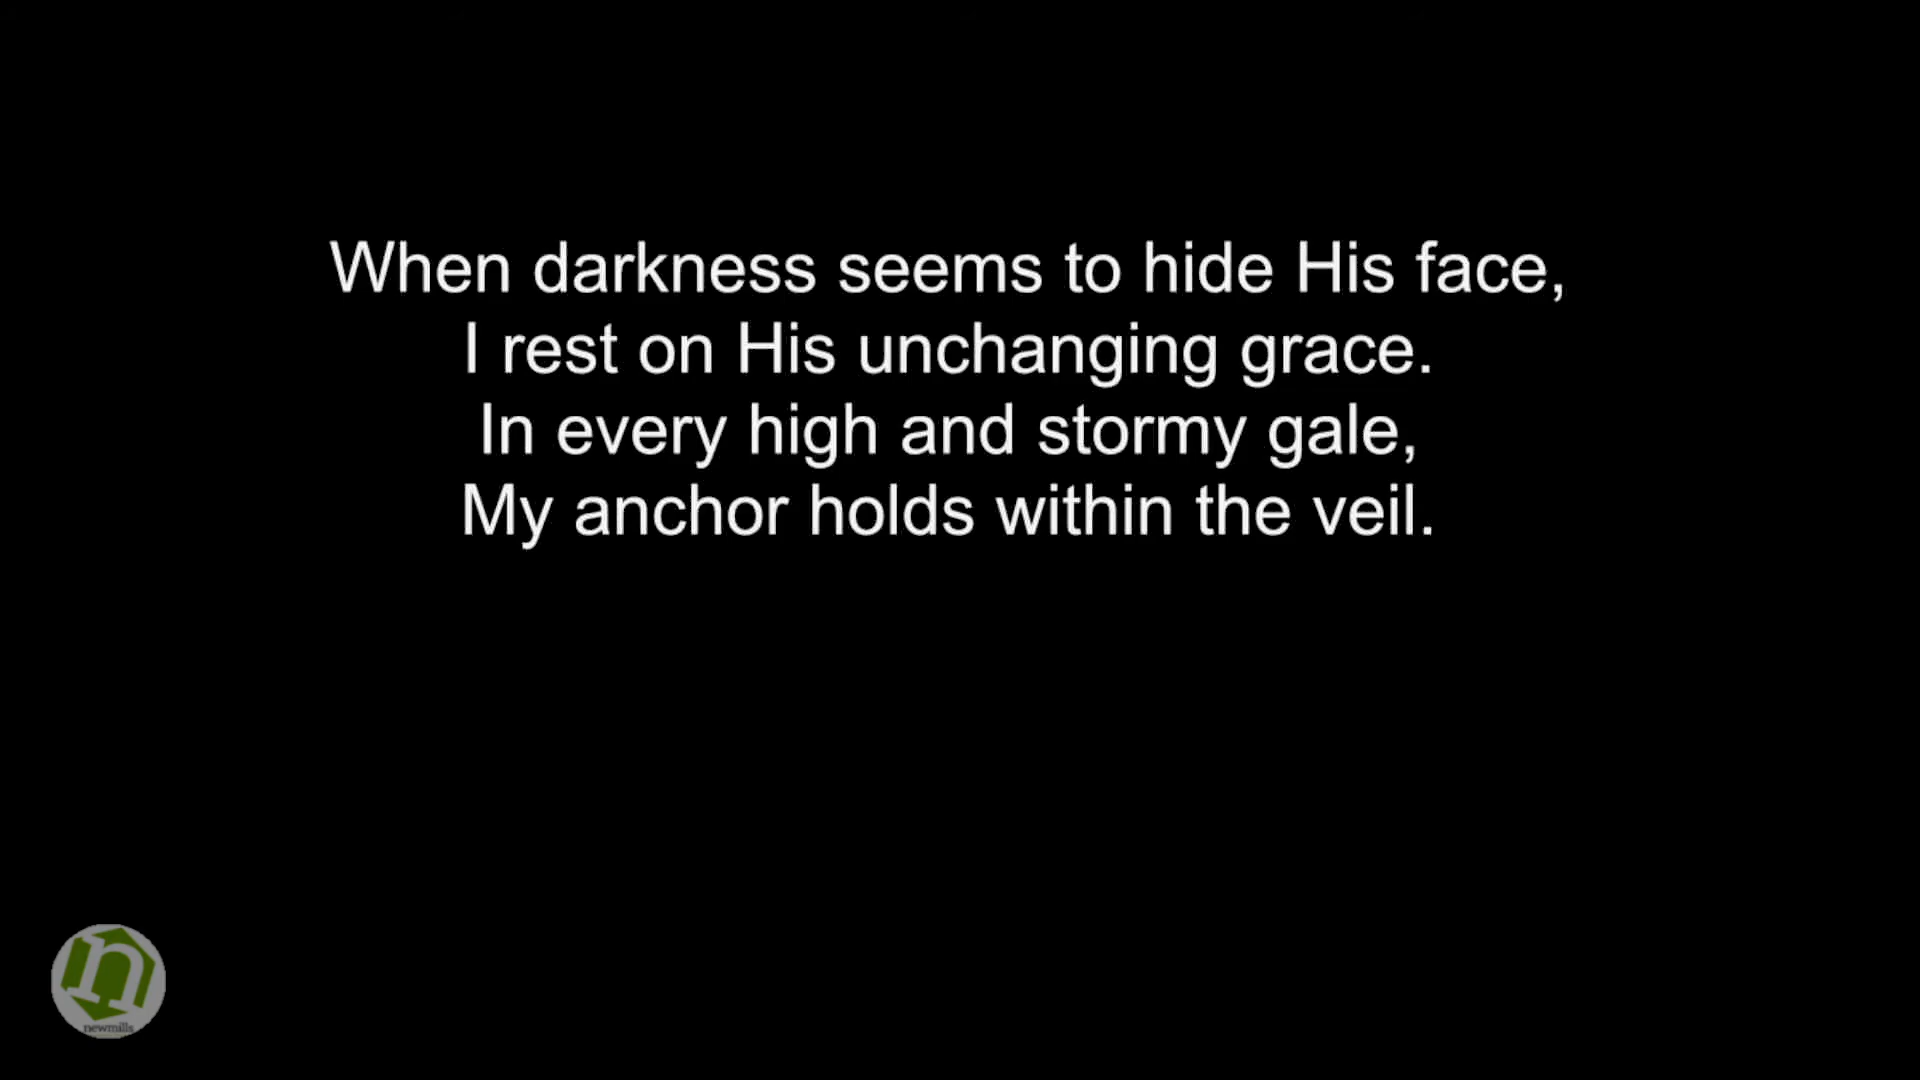 When darkness seems to hide His face,
I rest on His unchanging grace.
In every high and stormy gale,
My anchor holds within the veil.
n
newmills